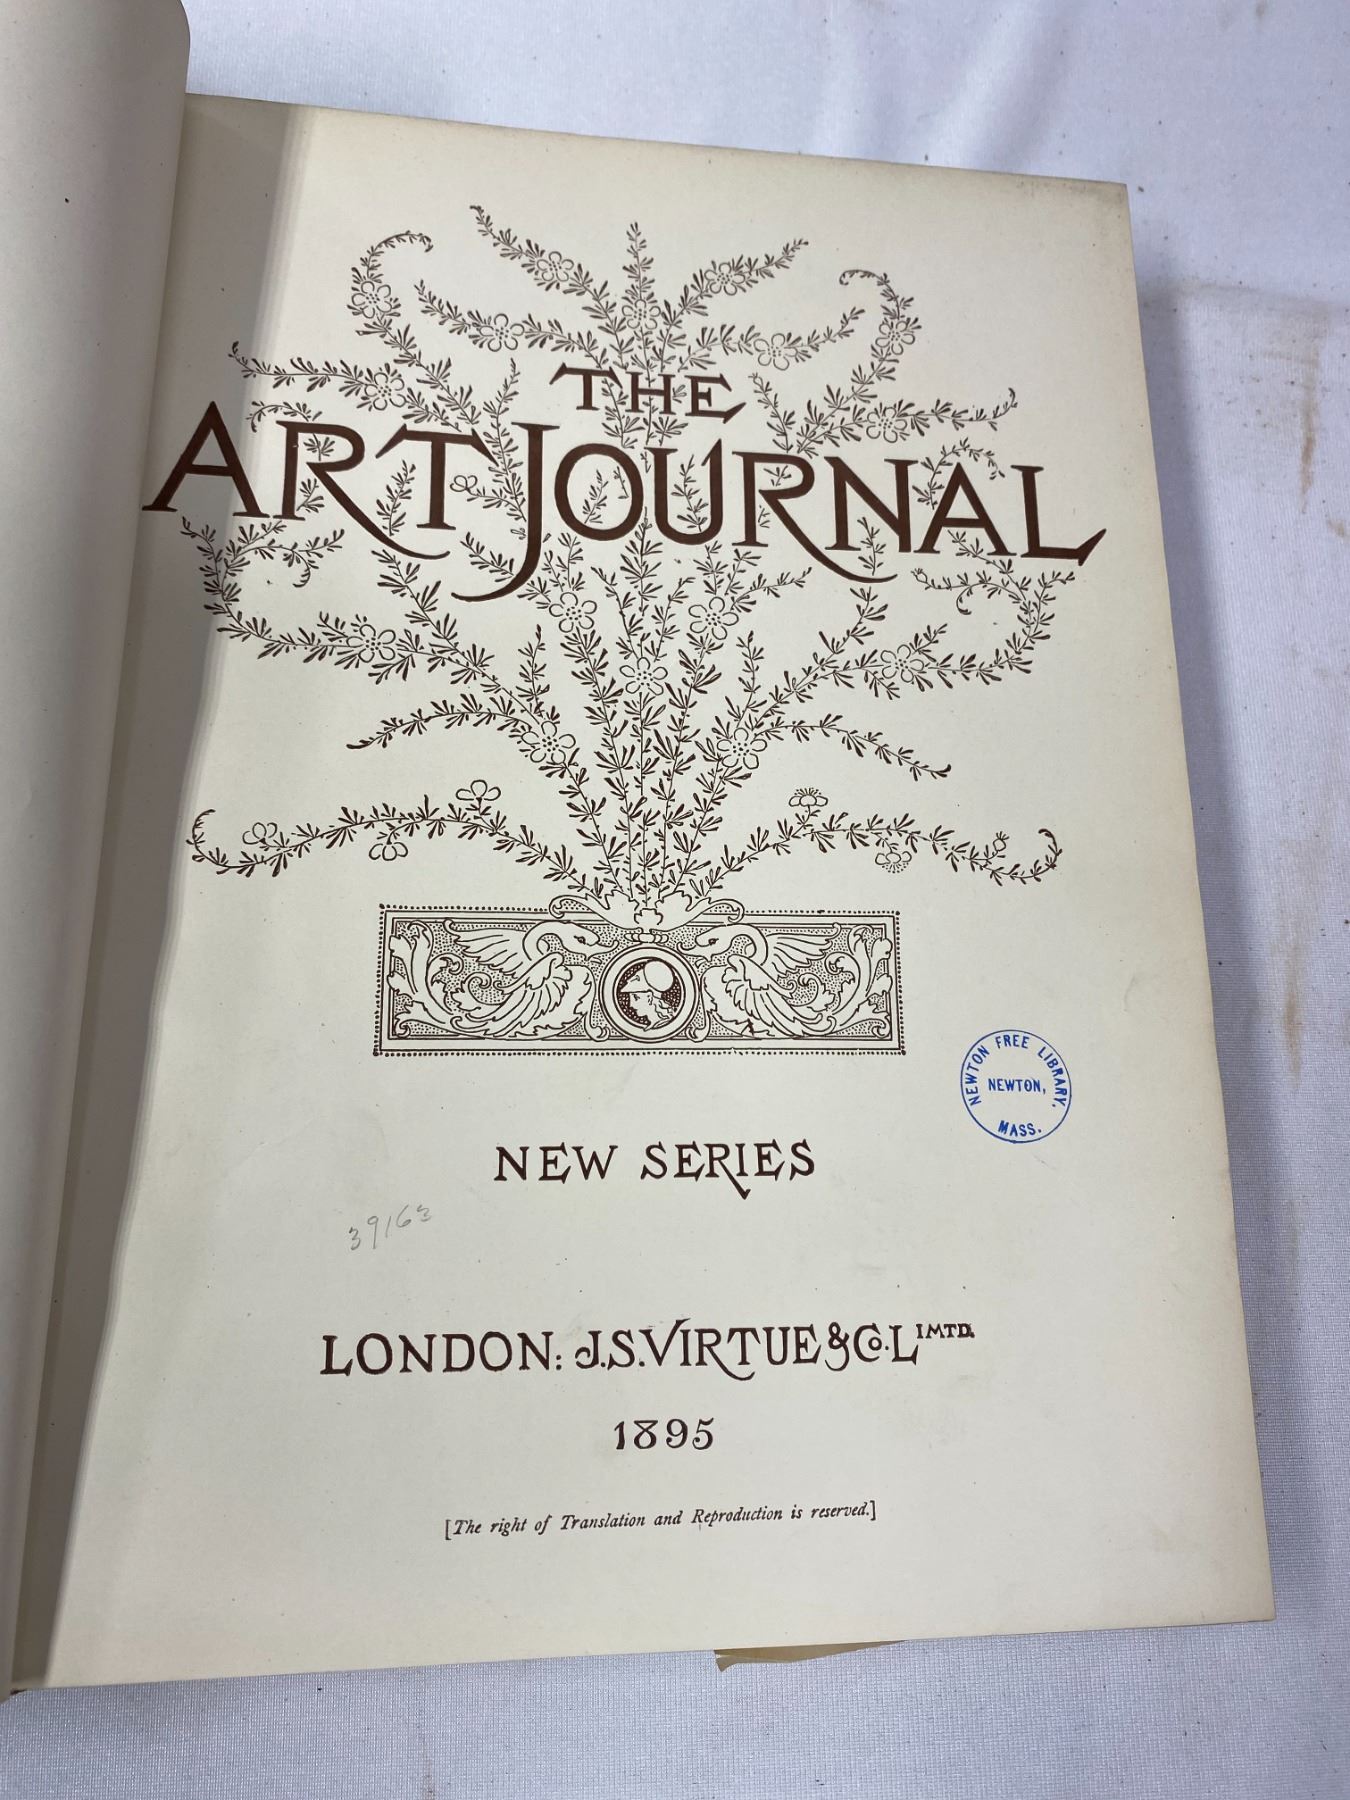 THE
ART JOURNAL
NEWTON FREE LIBRARY.
NEWTON,
MASS.
NEW SERIES
39163
LONDON: J.S. VIRTUE & CO. LIMTD.
1895
[The right of Translation and Reproduction is reserved.]